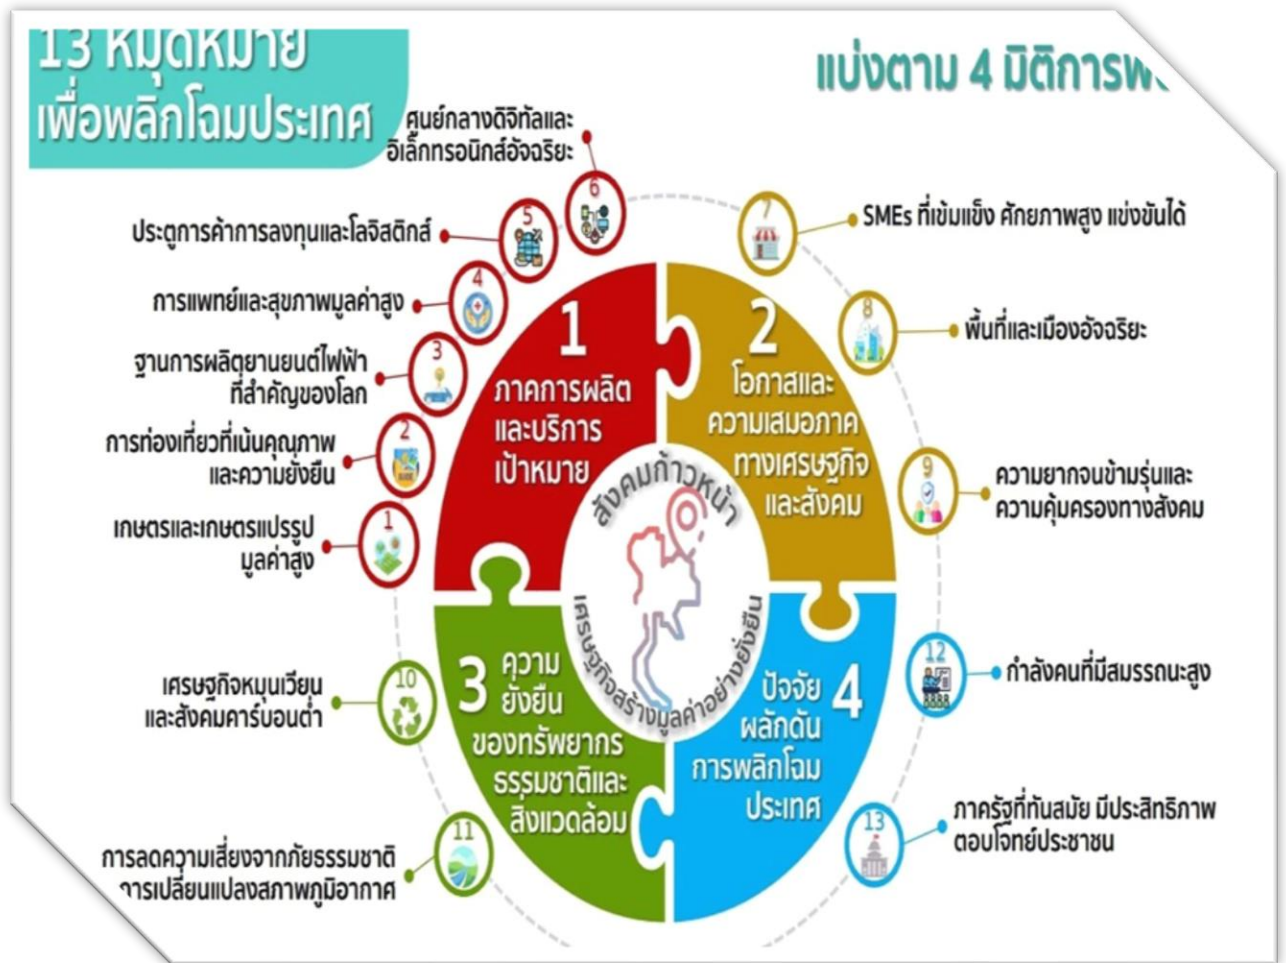 13 หมุดหมาย
เพื่อพลิกโฉมประเทศ
แบ่งตาม 4 มิติ
ศูนย์กลางดิจิทัลและ
อิเล็กทรอนิกส์อัจฉริยะ
6
5
ประตูการค้าการลงทุนและโลจิสติกส์
4
การแพทย์และสุขภาพมูลค่าสูง
3
ฐานการผลิตยานยนต์ไฟฟ้า
ที่สำคัญของโลก
2
การท่องเที่ยวที่เน้นคุณภาพ
และความยั่งยืน
1
เกษตรและเกษตรแปรรูป
มูลค่าสูง
1
ภาคการผลิต
และบริการ
เป้าหมาย
7
SMEs ที่เข้มแข็ง ศักยภาพสูง แข่งขันได้
8
พื้นที่และเมืองอัจฉริยะ
9
ความยากจนข้ามรุ่นและ
ความคุ้มครองทางสังคม
2
โอกาสและ
ความเสมอภาค
ทางเศรษฐกิจ
และสังคม
สังคมก้าวหน้า
เศรษฐกิจสร้างมูลค่าอย่างยั่งยืน
10
เศรษฐกิจหมุนเวียน
และสังคมคาร์บอนต่ำ
11
การลดความเสี่ยงจากภัยธรรมชาติ
การเปลี่ยนแปลงสภาพภูมิอากาศ
3 ความ
ยั่งยืน
ของทรัพยากร
ธรรมชาติและ
สิ่งแวดล้อม
ปัจจัย 4
ผลักดัน
การพลิกโฉม
ประเทศ
12
กำลังคนที่มีสมรรถนะสูง
13
ภาครัฐที่ทันสมัย มีประสิทธิภาพ
ตอบโจทย์ประชาชน